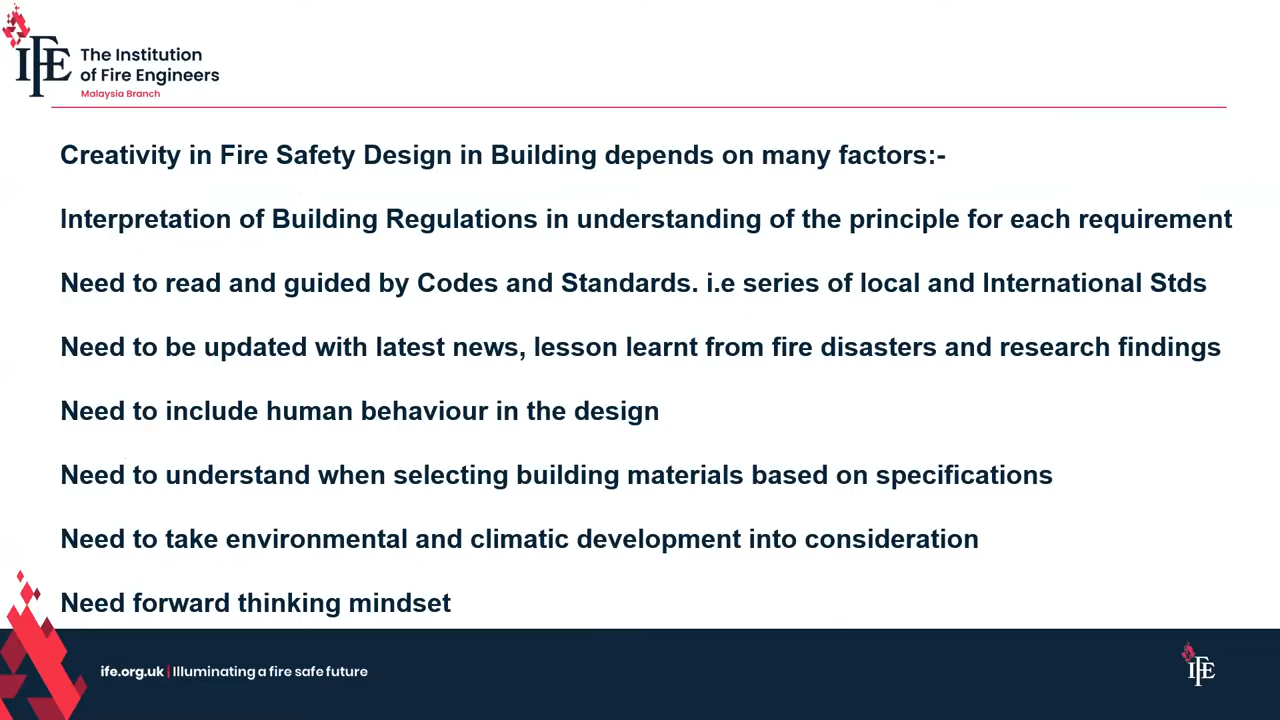 IFE
The Institution
of Fire Engineers
Malaysia Branch
Creativity in Fire Safety Design in Building depends on many factors:-
Interpretation of Building Regulations in understanding of the principle for each requirement
Need to read and guided by Codes and Standards. i.e series of local and International Stds
Need to be updated with latest news, lesson learnt from fire disasters and research findings
Need to include human behaviour in the design
Need to understand when selecting building materials based on specifications
Need to take environmental and climatic development into consideration
Need forward thinking mindset
ife.org.uk | Illuminating a fire safe future
IFE